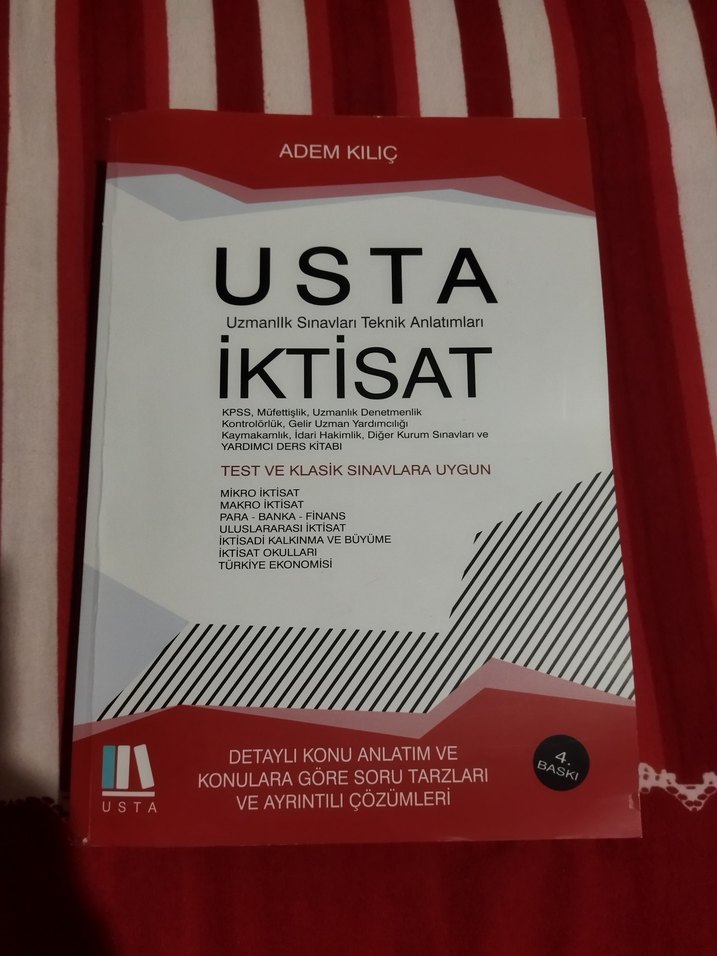 ADEM KILIÇ
USTA
Uzmanlık Sınavları Teknik Anlatımları
İKTİSAT
KPSS, Müfettişlik, Uzmanlık Denetmenlik
Kontrolörlük, Gelir Uzman Yardımcılığı
Kaymakamlık, İdari Hakimlik, Diğer Kurum Sınavları ve
YARDIMCI DERS KİTABI
TEST VE KLASİK SINAVLARA UYGUN
MİKRO İKTİSAT
MAKRO İKTİSAT
PARA - BANKA - FİNANS
ULUSLARARASI İKTİSAT
İKTİSADİ KALKINMA VE BÜYÜME
İKTİSAT OKULLARI
TÜRKİYE EKONOMİSİ
DETAYLI KONU ANLATIM VE
KONULARA GÖRE SORU TARZLARI
VE AYRINTILI ÇÖZÜMLERİ
4.
BASKI
USTA